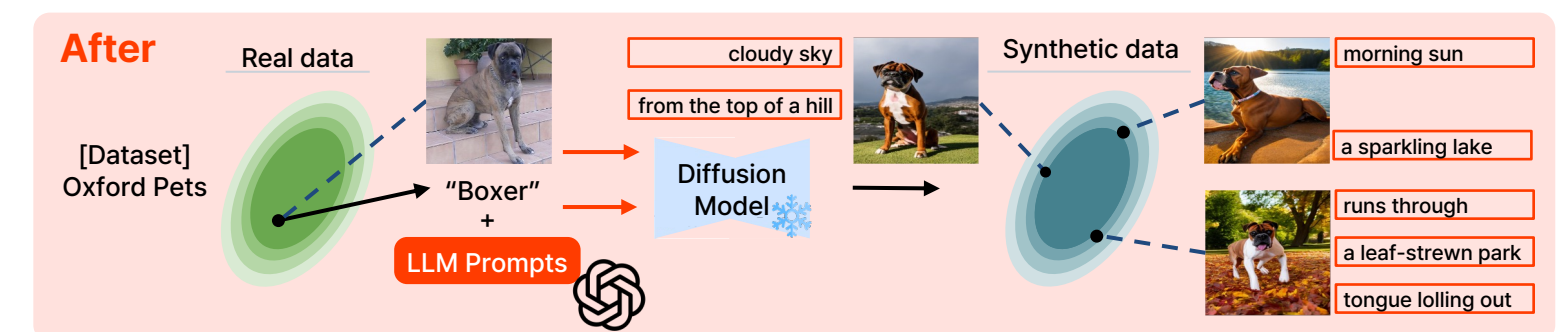 After
Real data
[Dataset]
Oxford Pets
“Boxer”
+
LLM Prompts
cloudy sky
from the top of a hill
Diffusion
Model
Synthetic data
morning sun
a sparkling lake
runs through
a leaf-strewn park
tongue lolling out